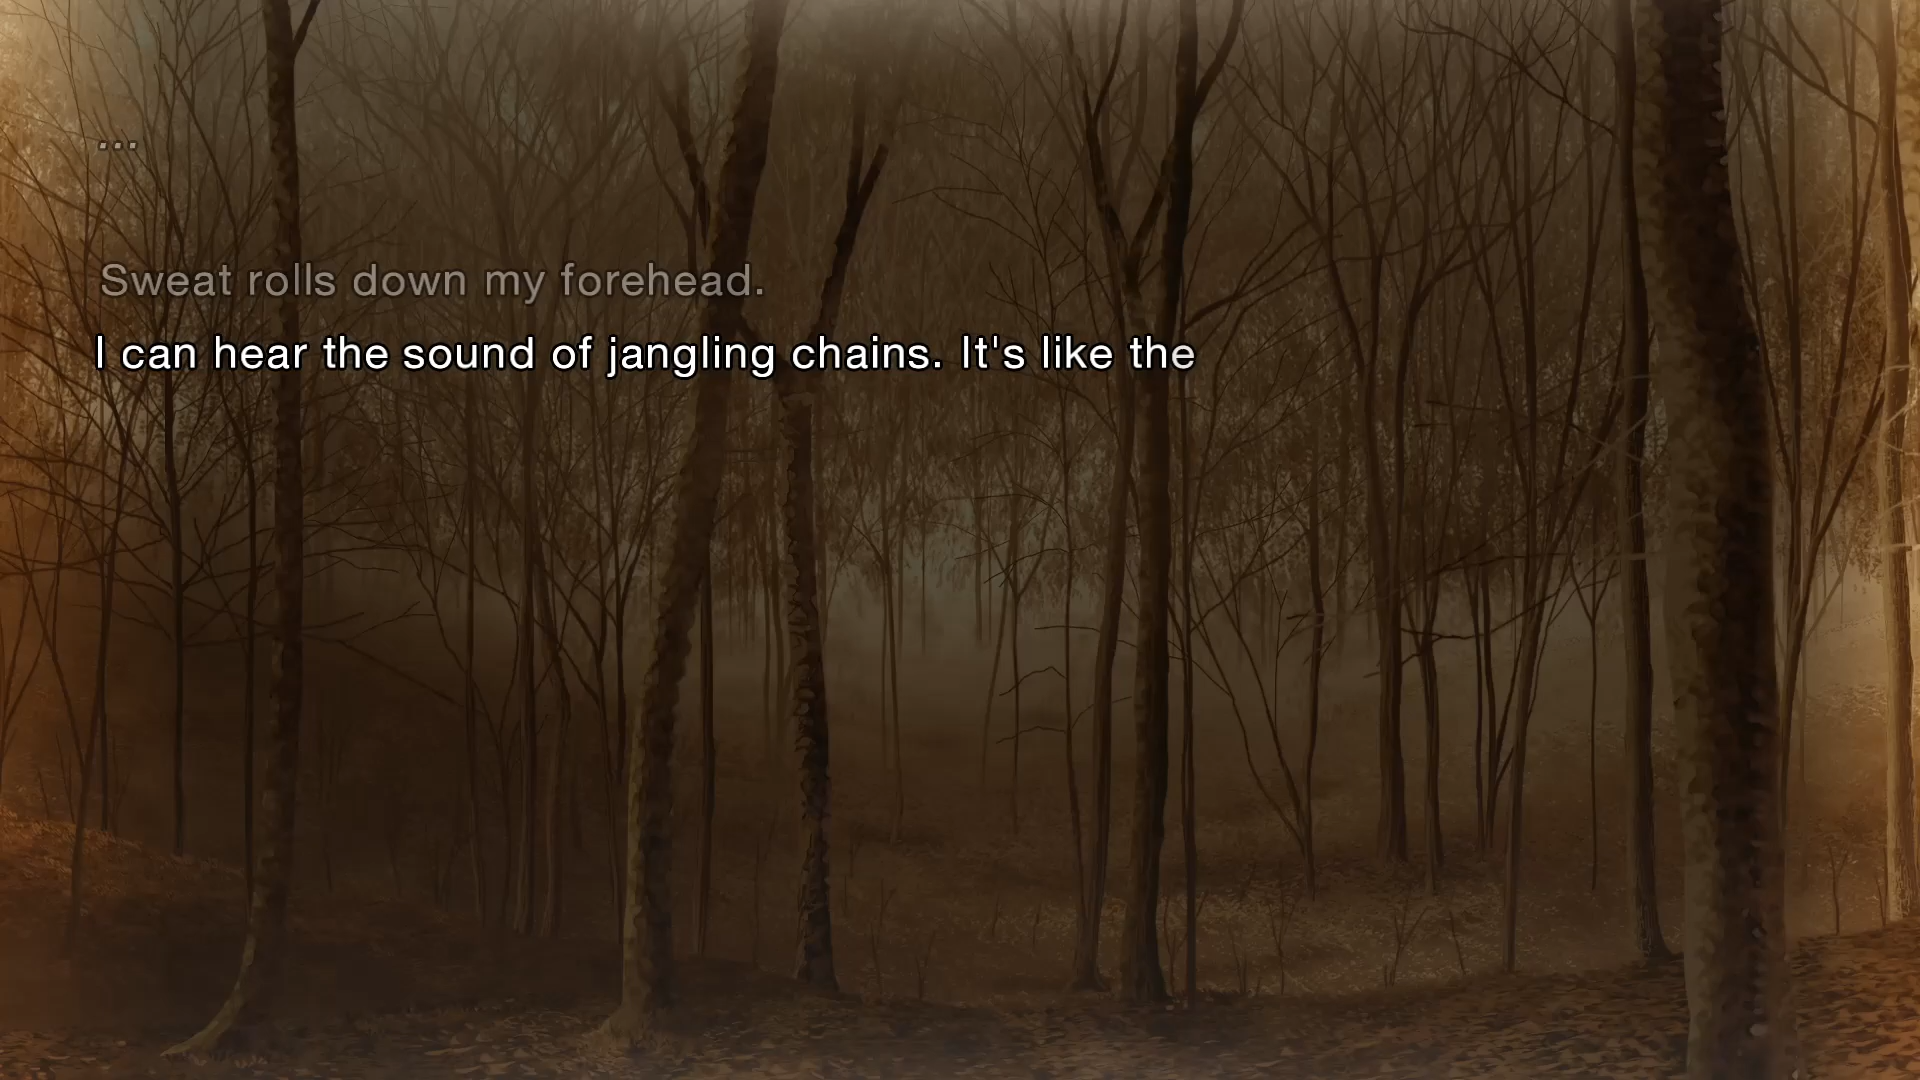 ...
Sweat rolls down my forehead.
I can hear the sound of jangling chains. It's like the